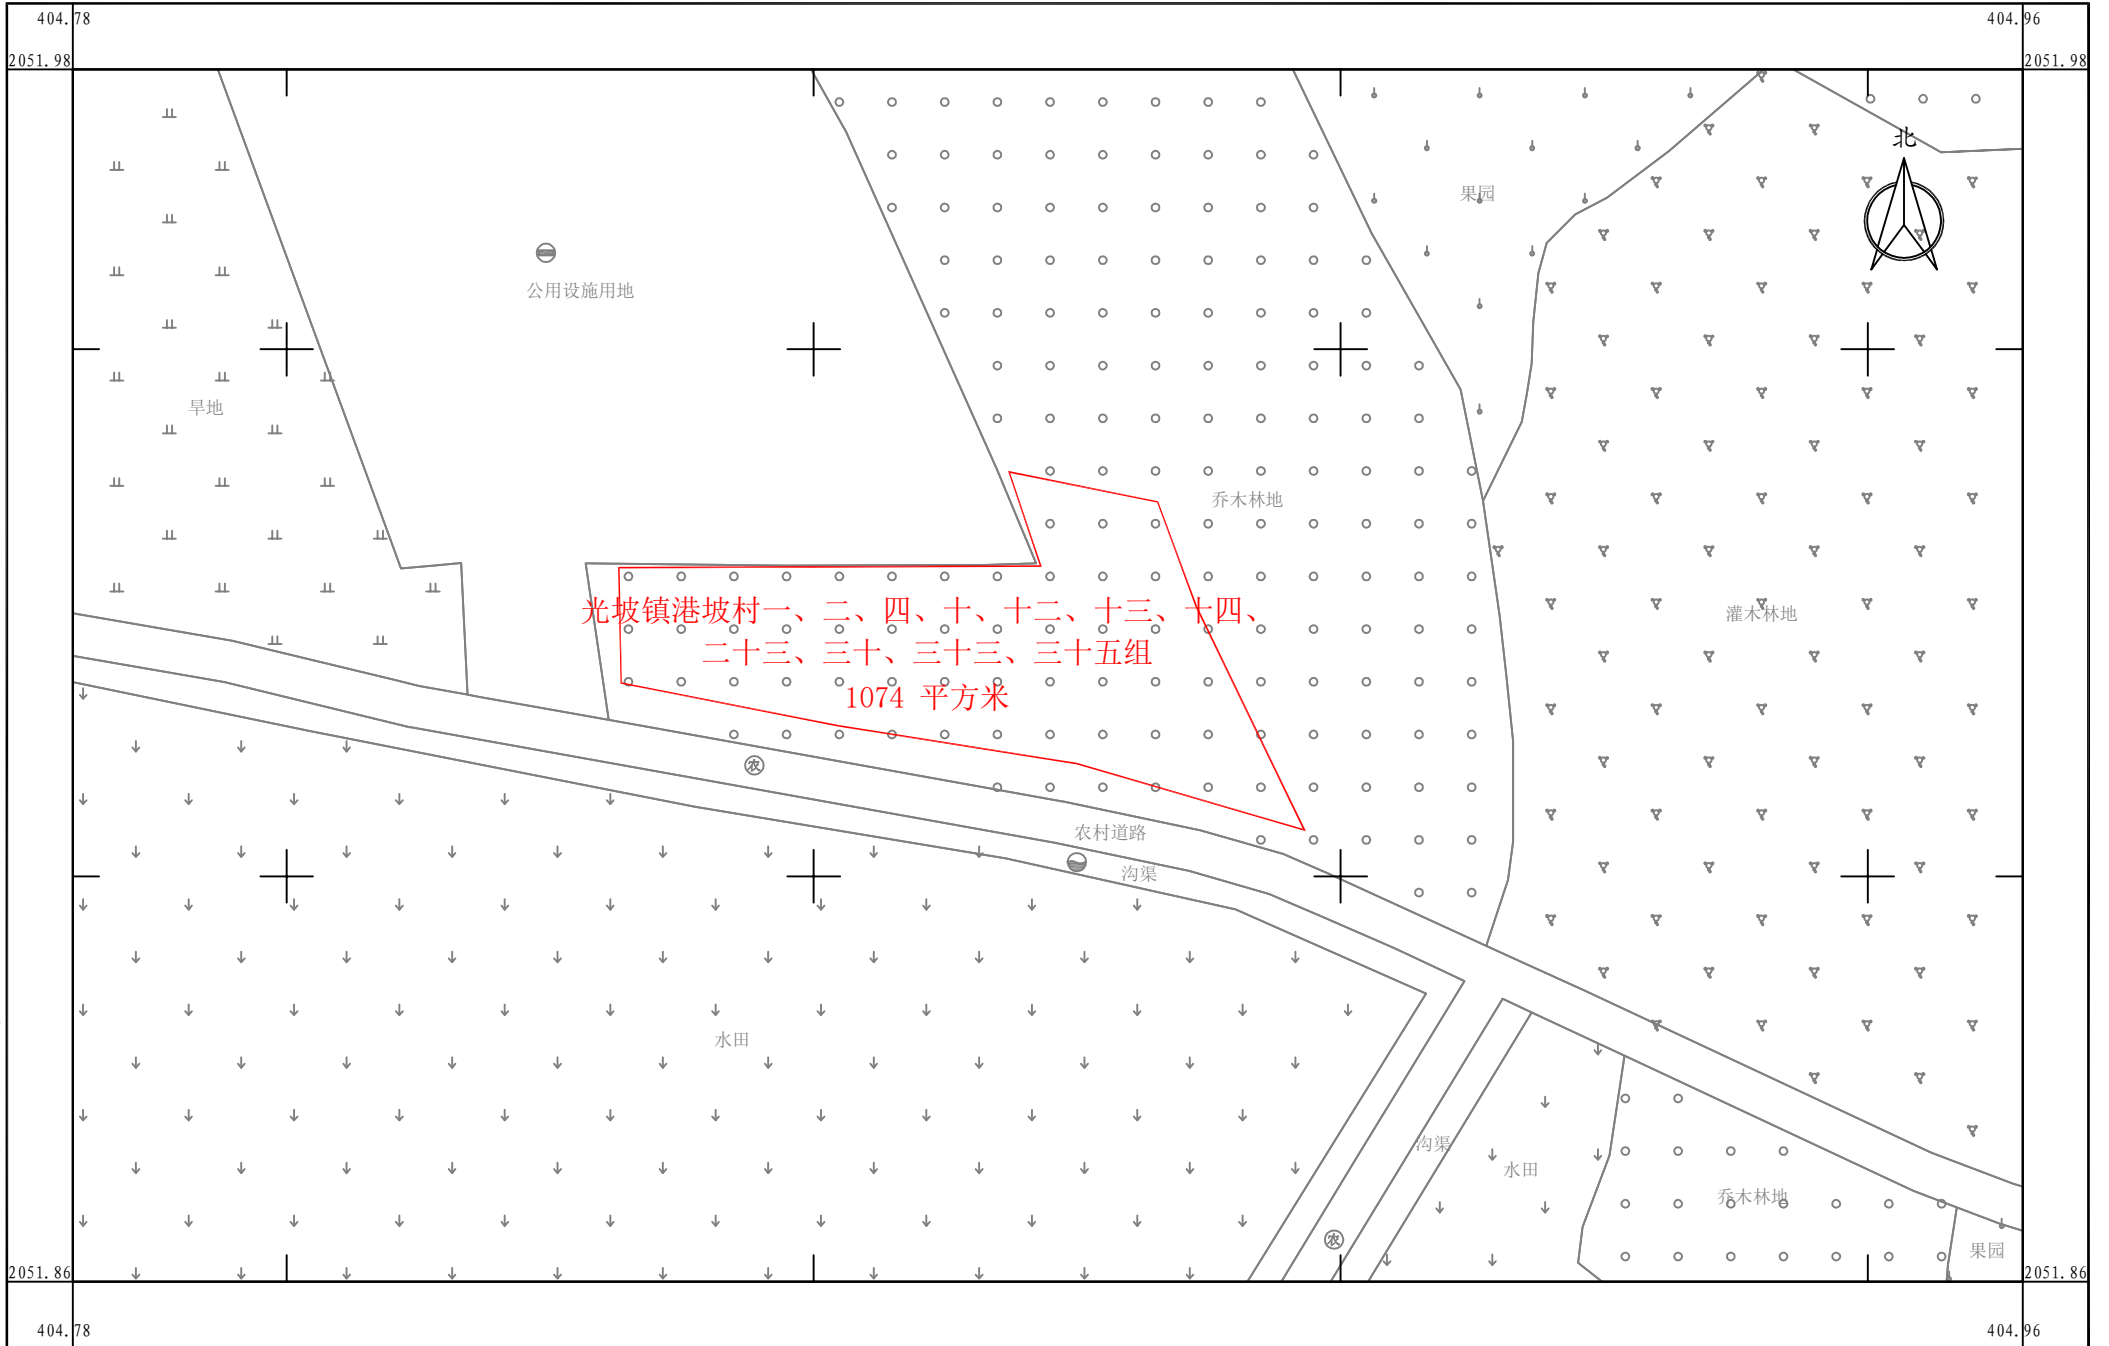 404.78
404.96
2051.98
2051.98
北
果园
公用设施用地
旱地
乔木林地
光坡镇港坡村一、二、四、十、十二、十三、十四、
二十三、三十、三十三、三十五组
1074 平方米
灌木林地
农
农村道路
沟渠
水田
沟渠
水田
乔木林地
农
果园
2051.86
2051.86
404.78
404.96